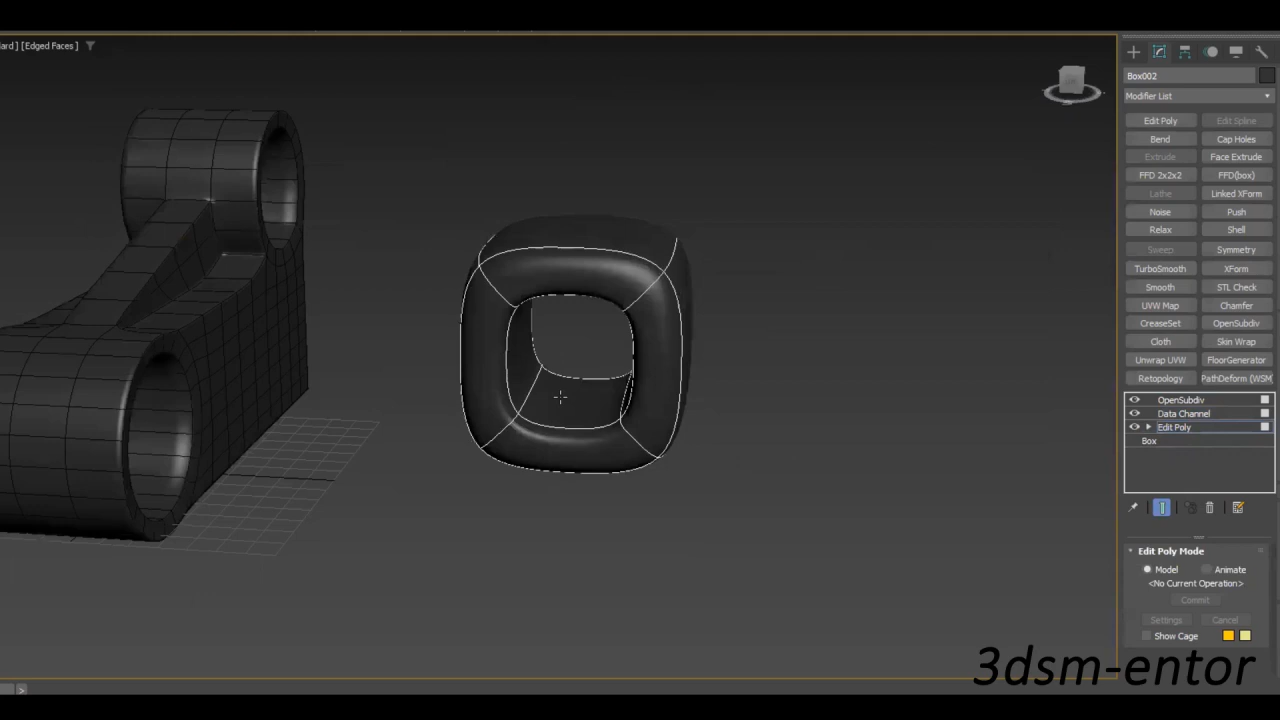 ard ] [Edged Faces ]
Box002
Modifier List
Edit Poly Edit Spline
Bend Cap Holes
Extrude Face Extrude
FFD 2x2x2 FFD(box)
Lathe Linked XForm
Noise Push
Relax Shell
Sweep Symmetry
TurboSmooth XForm
Smooth STL Check
UVW Map Chamfer
CreaseSet OpenSubdiv
Cloth Skin Wrap
Unwrap UVW FloorGenerator
Retopology PathDeform (WSM
OpenSubdiv
Data Channel
Edit Poly
Box
Edit Poly Mode
Model Animate
<No Current Operation>
Commit
Settings Cancel
Show Cage
3dsm-entor
>